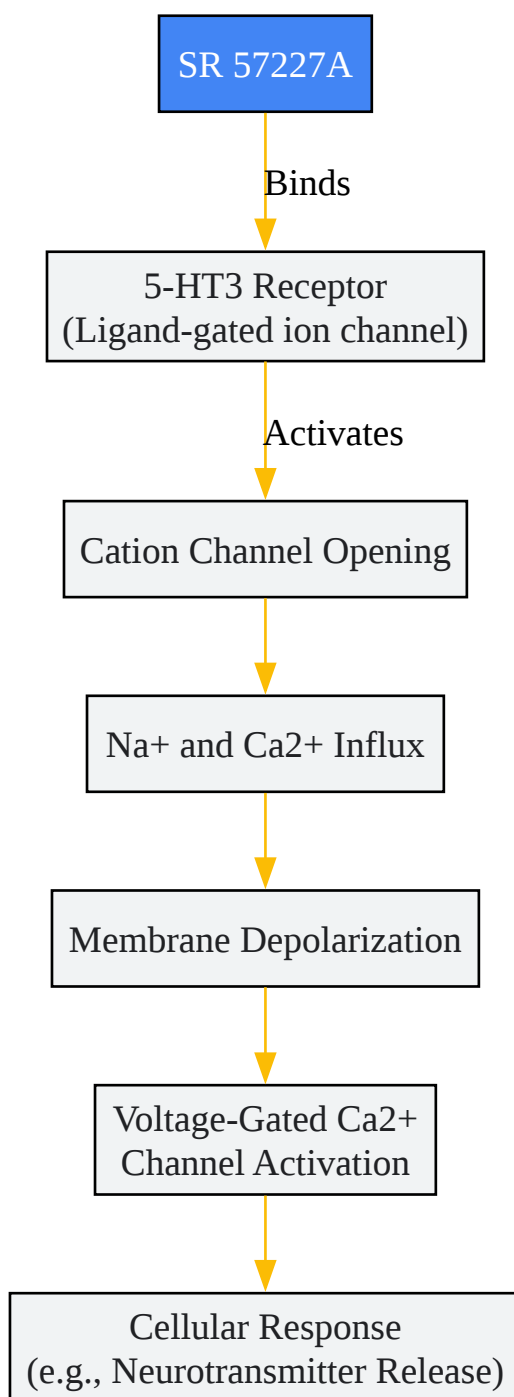 SR 57227A
Binds
5-HT3 Receptor
(Ligand-gated ion channel)
Activates
Cation Channel Opening
Na+ and Ca2+ Influx
Membrane Depolarization
Voltage-Gated Ca2+
Channel Activation
Cellular Response
(e.g., Neurotransmitter Release)